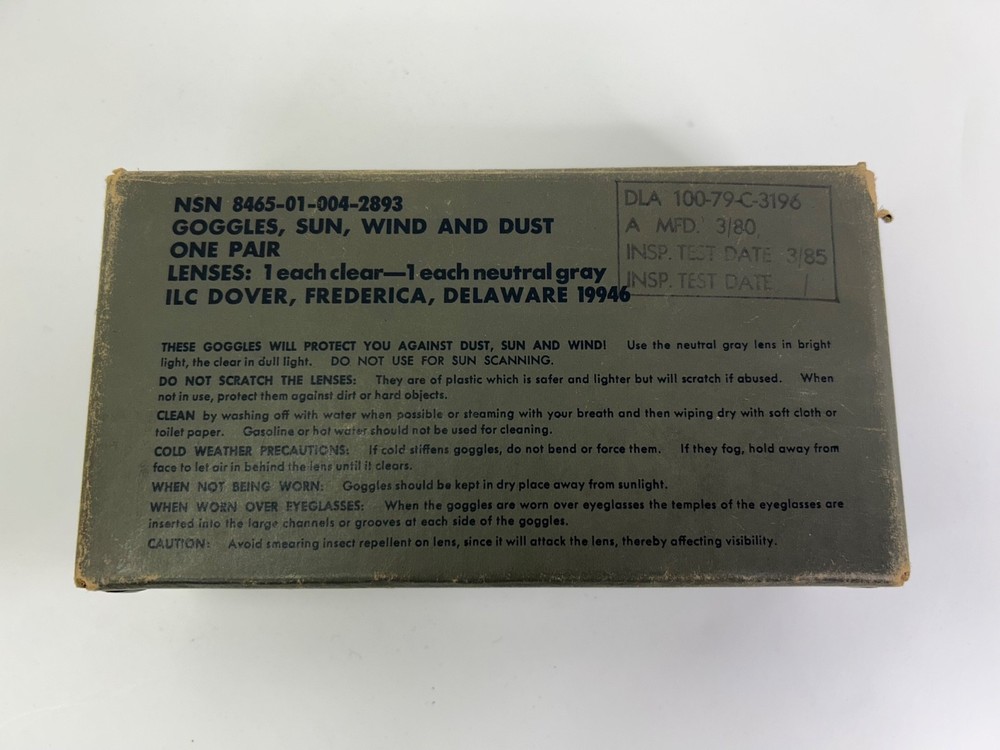 NSN 8465-01-004-2893
GOGGLES, SUN, WIND AND DUST
ONE PAIR
LENSES: 1 each clear—1 each neutral gray
ILC DOVER, FREDERICA, DELAWARE 19946
DLA 100-79-C-3196
A MFD. 3/80
INSP. TEST DATE 3/85
INSP. TEST DATE /
THESE GOGGLES WILL PROTECT YOU AGAINST DUST, SUN AND WIND! Use the neutral gray lens in bright
light, the clear in dull light. DO NOT USE FOR SUN SCANNING.
DO NOT SCRATCH THE LENSES: They are of plastic which is safer and lighter but will scratch if abused. When
not in use, protect them against dirt or hard objects.
CLEAN by washing off with water when possible or steaming with your breath and then wiping dry with soft cloth or
toilet paper. Gasoline or hot water should not be used for cleaning.
COLD WEATHER PRECAUTIONS: If cold stiffens goggles, do not bend or force them. If they fog, hold away from
face to let air in behind the lens until it clears.
WHEN NOT BEING WORN: Goggles should be kept in dry place away from sunlight.
WHEN WORN OVER EYEGLASSES: When the goggles are worn over eyeglasses the temples of the eyeglasses are
inserted into the large channels or grooves at each side of the goggles.
CAUTION: Avoid smearing insect repellent on lens, since it will attack the lens, thereby affecting visibility.